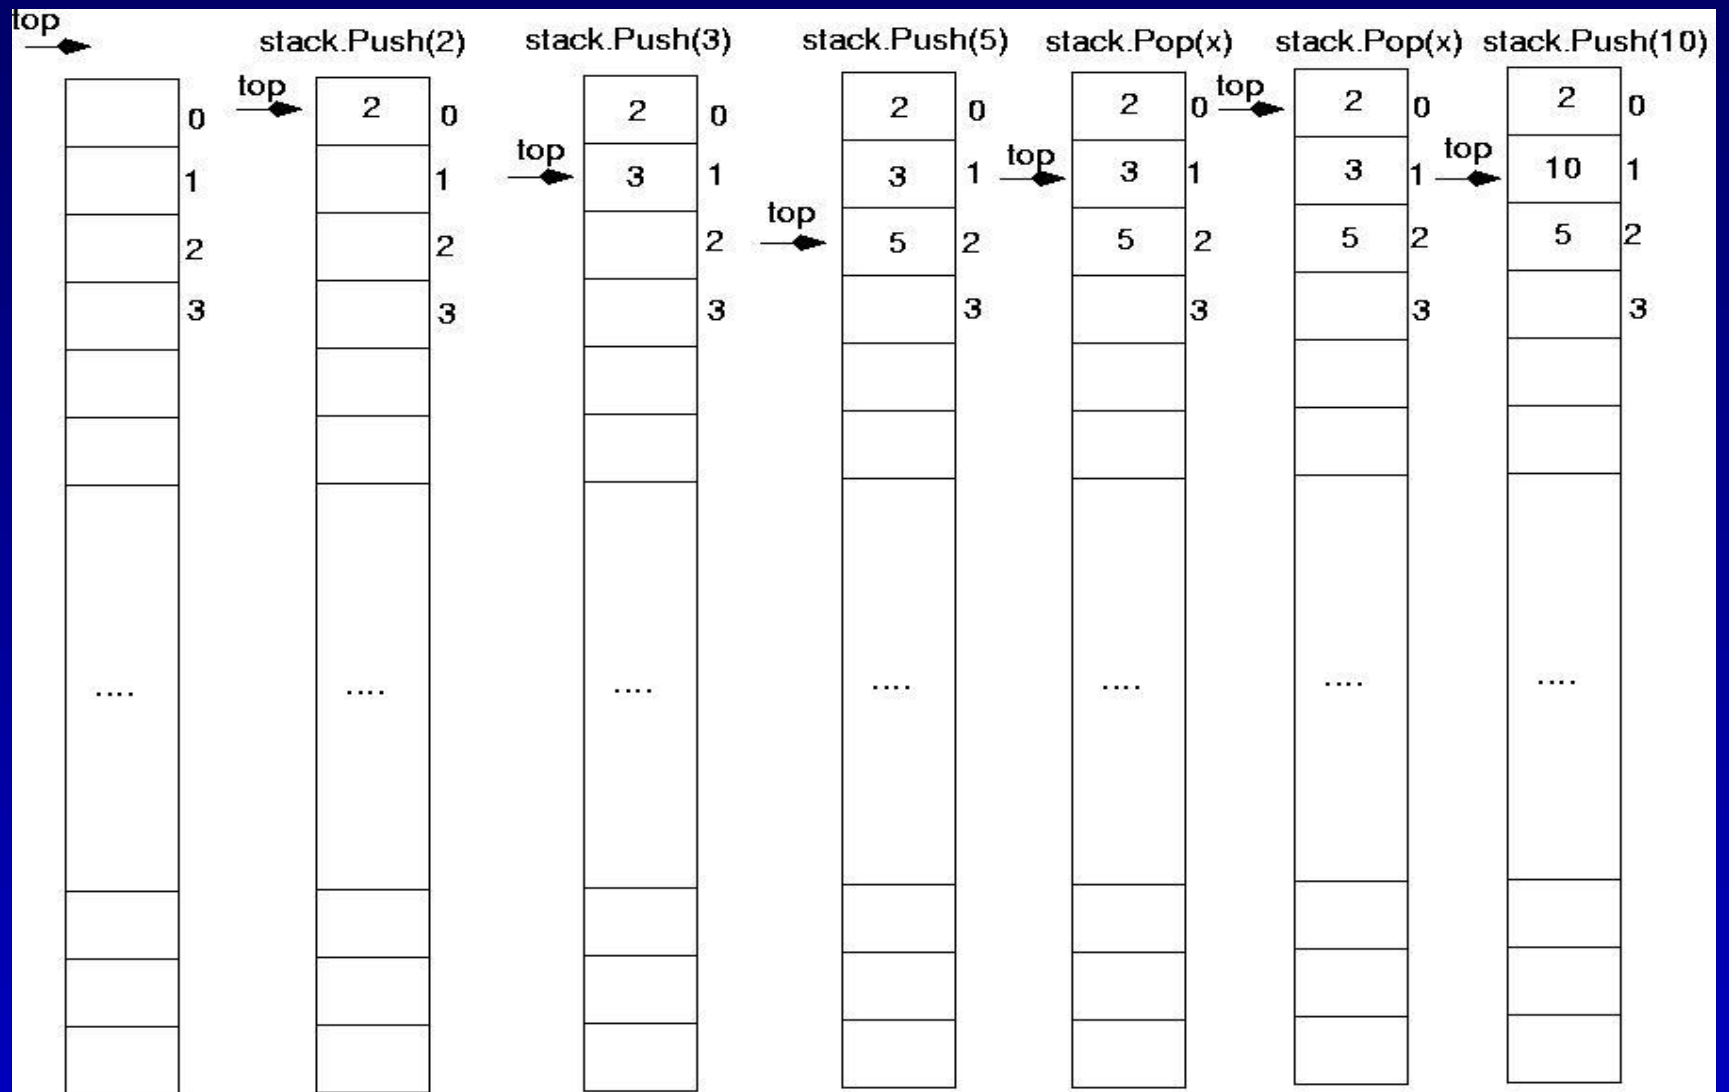 top
stack.Push(2) stack.Push(3) stack.Push(5) stack.Pop(x) stack.Pop(x) stack.Push(10)
top top
2 0 2 0 2 0 2 0 2 0 2 0
0
top top top
1 1 3 1 3 1 3 1 3 1 10 1
top
2 2 2 5 2 5 2 5 2 5 2
3 3 3 3 3 3 3
.... .... .... .... .... .... ....